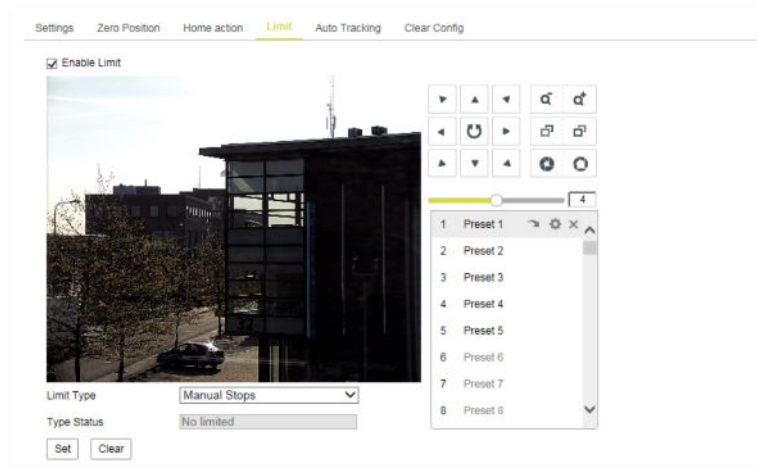 Settings Zero Position Home action Limit Auto Tracking Clear Config
Enable Limit
32
4
1 Preset 1
2 Preset 2
3 Preset 3
4 Preset 4
5 Preset 5
6 Preset 6
7 Preset 7
8 Preset 8
Limit Type Manual Stops
Type Status No limited
Set Clear